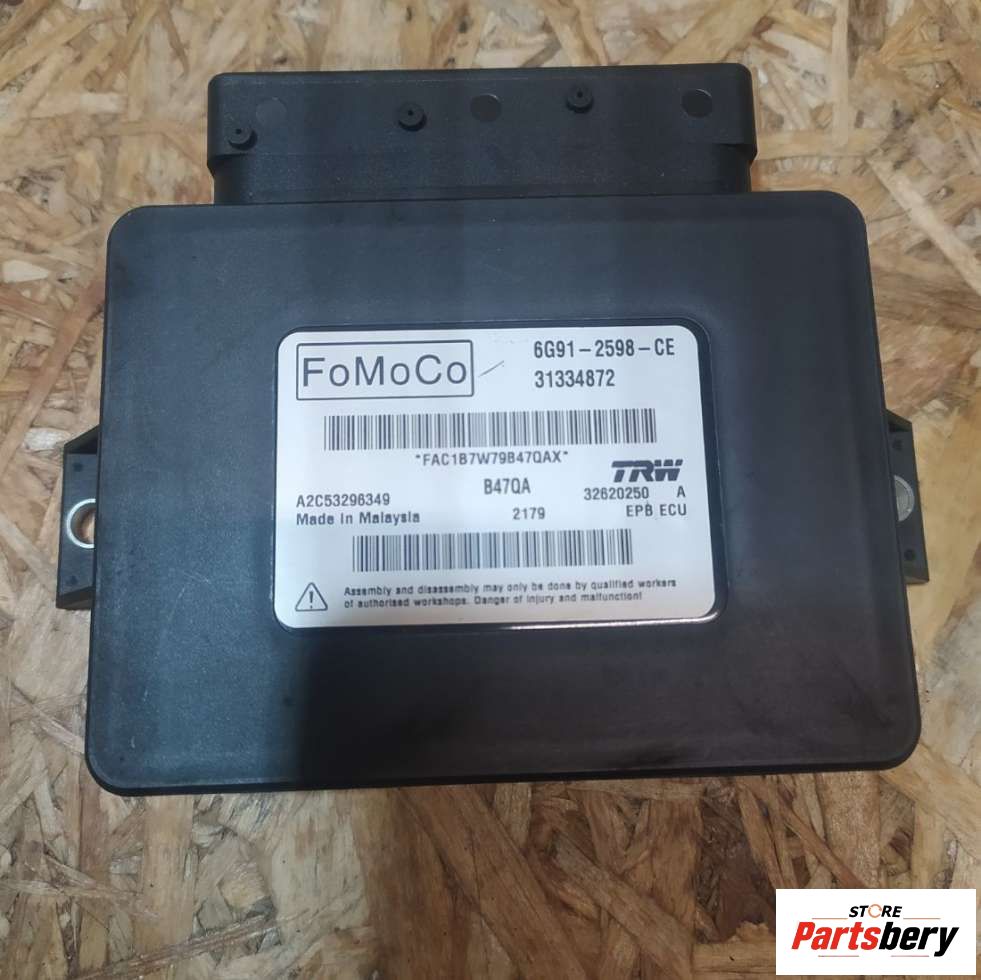 FoMoCo
6G91-2598-CE
31334872
*FAC1B7W79B47QAX*
TRW
A2C53296349
B47QA
32620250 A
Made in Malaysia
2179
EPB ECU
Assembly and disassembly may only be done by qualified workers
of authorised workshops. Danger of injury and malfunction!
STORE
Partsbery